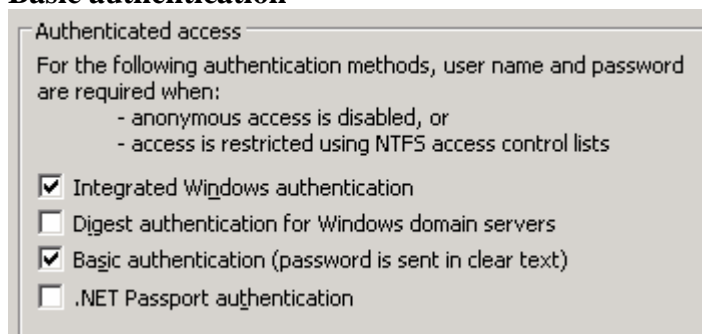 Basic authentication
Authenticated access
For the following authentication methods, user name and password
are required when:
- anonymous access is disabled, or
- access is restricted using NTFS access control lists
Integrated Windows authentication
Digest authentication for Windows domain servers
Basic authentication (password is sent in clear text)
.NET Passport authentication